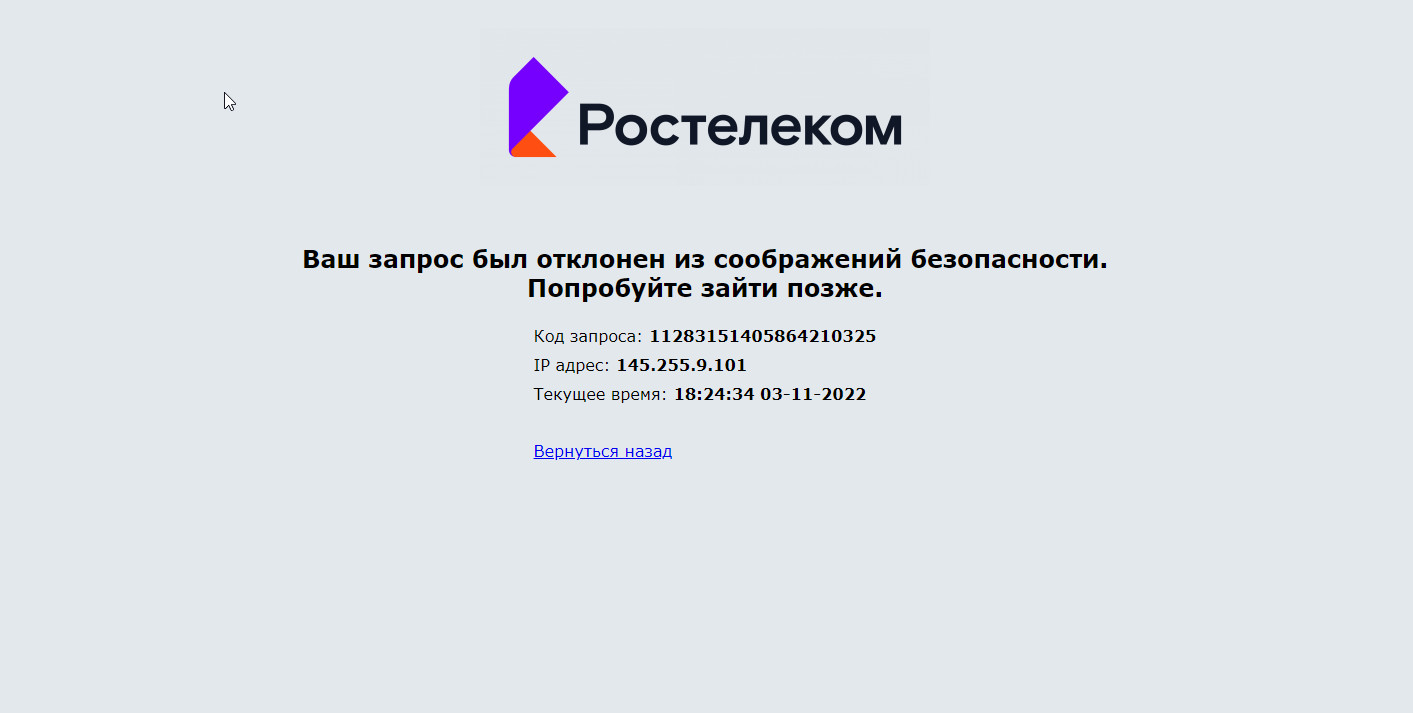 Ростелеком
Ваш запрос был отклонен из соображений безопасности.
Попробуйте зайти позже.
Код запроса: 11283151405864210325
IP адрес: 145.255.9.101
Текущее время: 18:24:34 03-11-2022
Вернуться назад